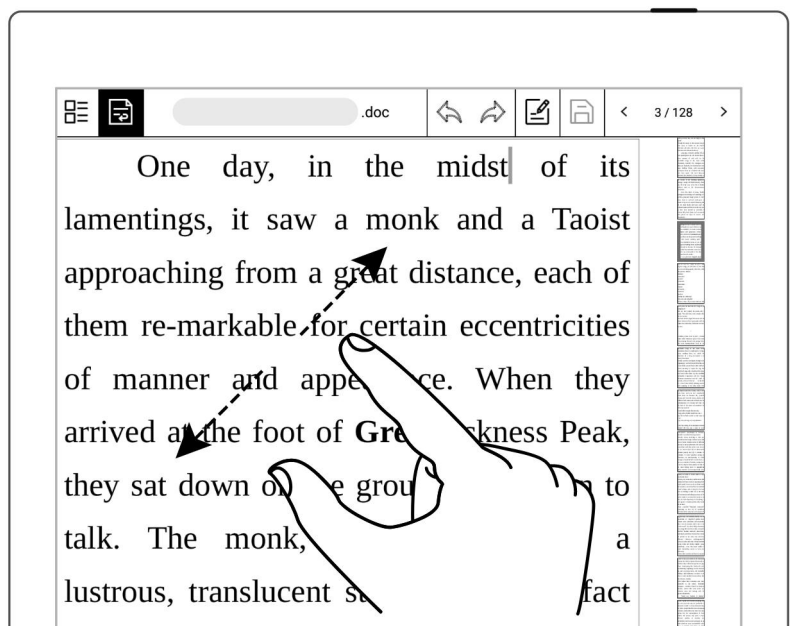 .doc 3 / 128
One day, in the midst of its
lamentings, it saw a monk and a Taoist
approaching from a great distance, each of
them re-markable for certain eccentricities
of manner and appe ce. When they
arrived at the foot of Gre ckness Peak,
they sat down o e grou to
talk. The monk, a
lustrous, translucent fact